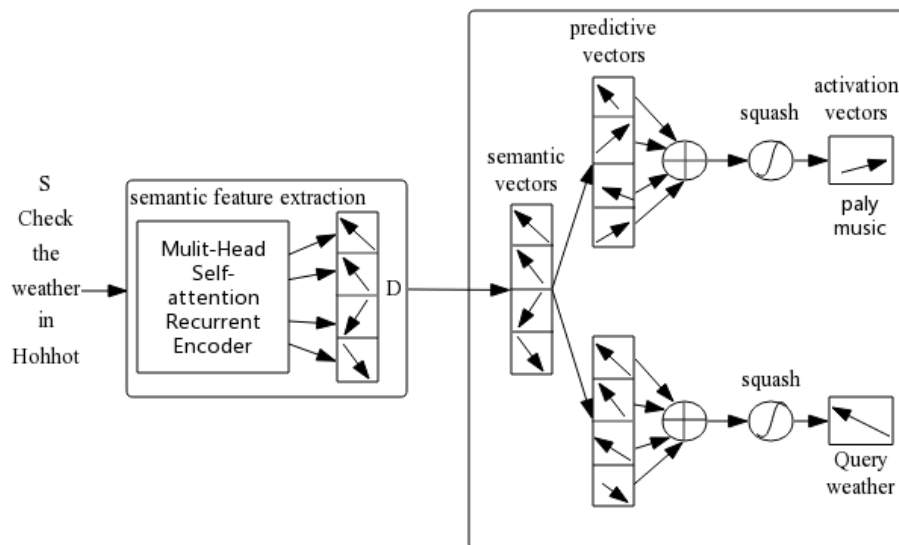 S
Check
the
weather
in
Hohhot
semantic feature extraction
Mulit-Head
Self-
attention
Recurrent
Encoder
D
semantic
vectors
predictive
vectors
squash
activation
vectors
paly
music
squash
Query
weather